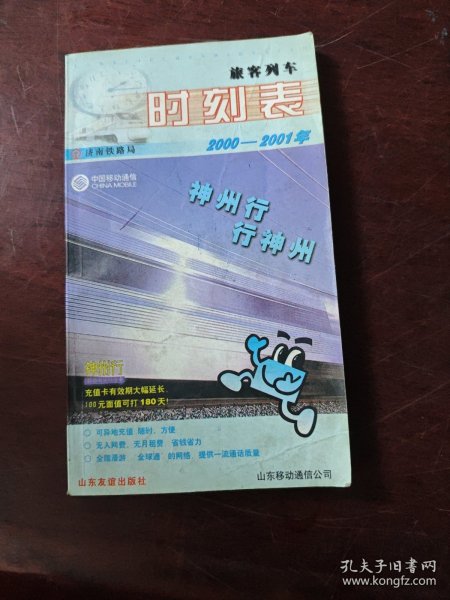 旅客列车
时刻表
2000—2001年
济南铁路局
中国移动通信
CHINA MOBILE
神州行
行神州
神州行
充值卡有效期大幅延长.
100元面值可打180天!
可异地充值 随时、方便
无入网费、无月租费、省钱省力
全国漫游、"全球通"的网络,提供一流通话质量
山东友谊出版社
山东移动通信公司
孔夫子旧书网
www.kongfz.com